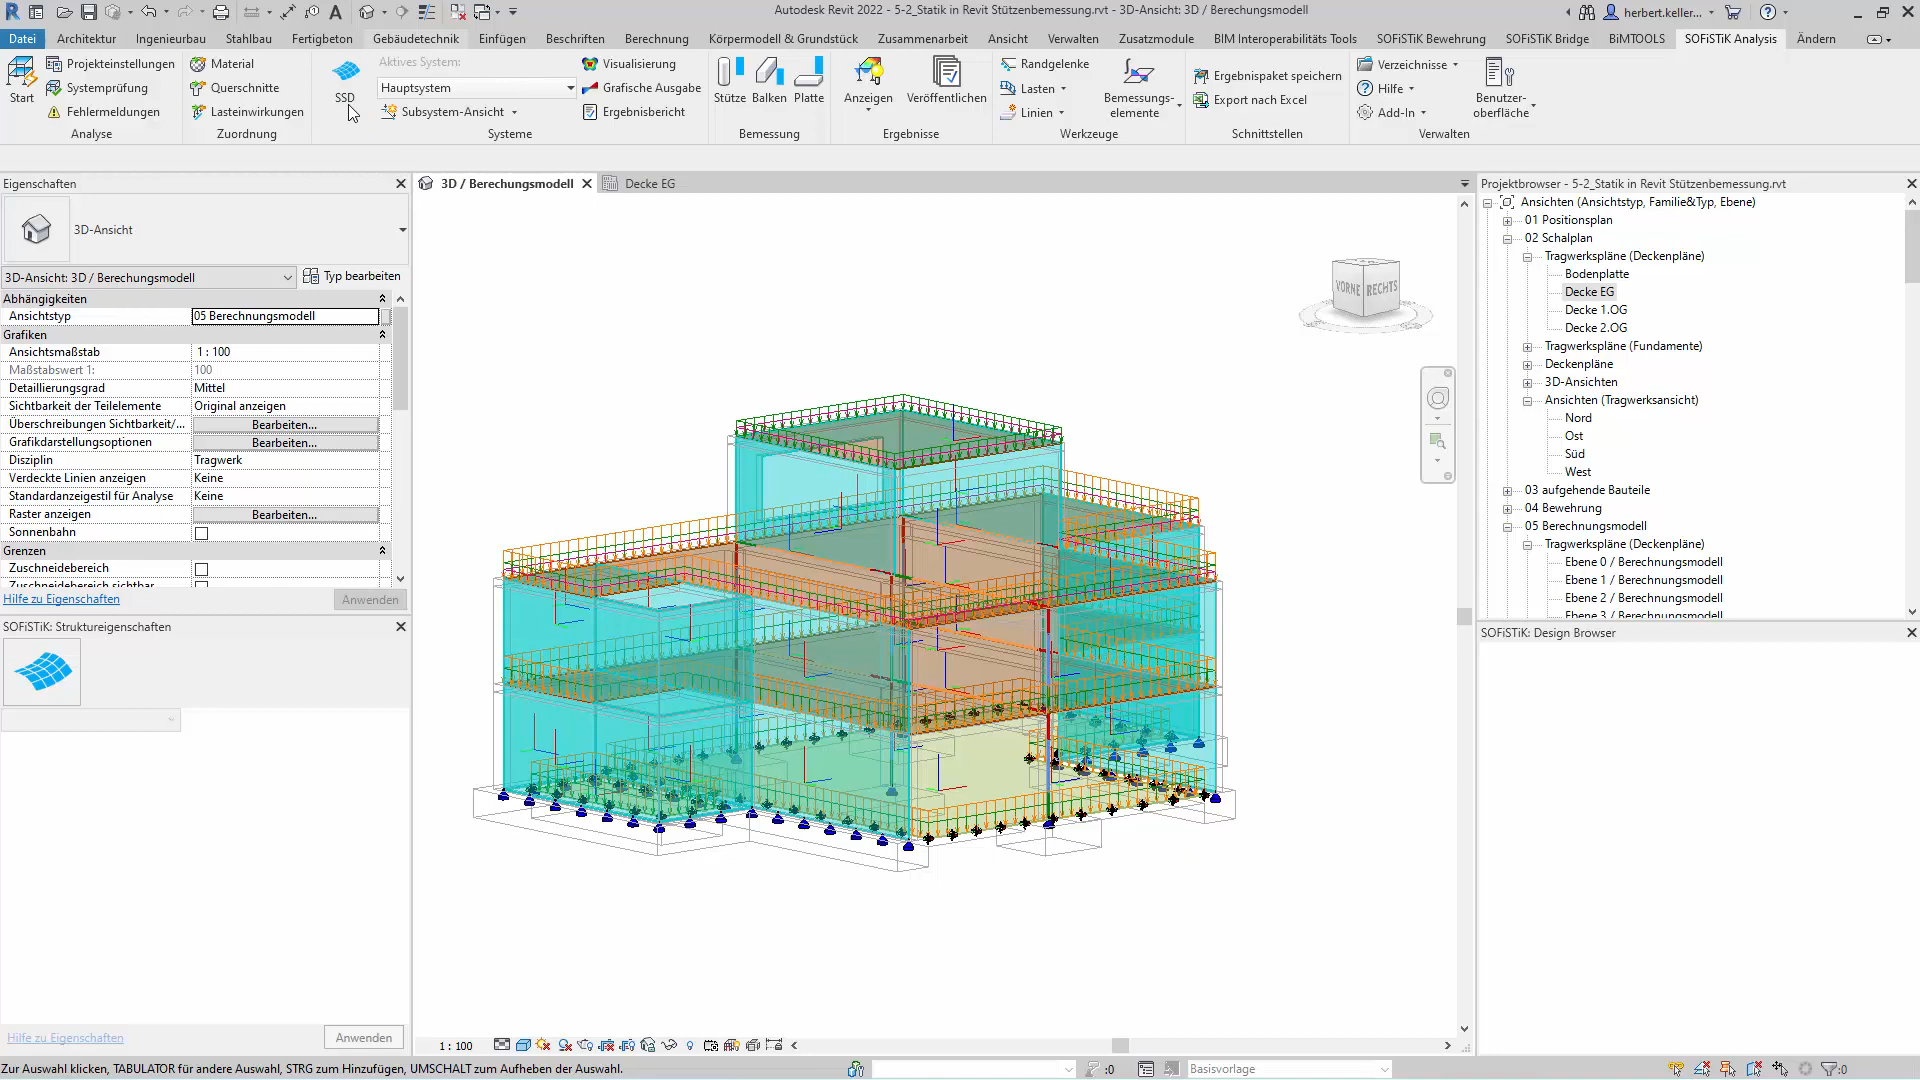 Autodesk Revit 2022 - 5-2_Statik in Revit Stützenbemessung.rvt - 3D-Ansicht: 3D / Berechungsmodell
herbert.keller...
Datei Architektur Ingenieurbau Stahlbau Fertigbeton Gebäudetechnik Einfügen Beschriften Berechnung Körpermodell & Grundstück Zusammenarbeit Ansicht Verwalten Zusatzmodule BIM Interoperabilitäts Tools SOFiSTiK Bewehrung SOFiSTiK Bridge BiMTOOLS SOFiSTiK Analysis Ändern
Start
Projekteinstellungen
Systemprüfung
Fehlermeldungen
Analyse
Material
Querschnitte
Lasteinwirkungen
Zuordnung
SSD
Aktives System:
Hauptsystem
Subsystem-Ansicht
Visualisierung
Grafische Ausgabe
Ergebnisbericht
Systeme
Stütze Balken Platte
Bemessung
Anzeigen Veröffentlichen
Ergebnisse
Randgelenke
Lasten
Linien
Bemessungs-
elemente
Werkzeuge
Ergebnispaket speichern
Export nach Excel
Schnittstellen
Verzeichnisse
Hilfe
Add-In
Benutzer-
oberfläche
Verwalten
Eigenschaften
3D-Ansicht
3D-Ansicht: 3D / Berechungsmodell
Typ bearbeiten
Abhängigkeiten
Ansichtstyp 05 Berechnungsmodell
Grafiken
Ansichtsmaßstab 1 : 100
Maßstabswert 1: 100
Detaillierungsgrad Mittel
Sichtbarkeit der Teilelemente Original anzeigen
Überschreibungen Sichtbarkeit/... Bearbeiten...
Grafikdarstellungsoptionen Bearbeiten...
Disziplin Tragwerk
Verdeckte Linien anzeigen Keine
Standardanzeigestil für Analyse Keine
Raster anzeigen Bearbeiten...
Sonnenbahn
Grenzen
Zuschneidebereich
Zuschneidebereich sichtbar
Hilfe zu Eigenschaften Anwenden
SOFiSTiK: Struktureigenschaften
Hilfe zu Eigenschaften Anwenden
3D / Berechungsmodell Decke EG
VORNE RECHTS
1 : 100
Projektbrowser - 5-2_Statik in Revit Stützenbemessung.rvt
Ansichten (Ansichtstyp, Familie&Typ, Ebene)
01 Positionsplan
02 Schalplan
Tragwerkspläne (Deckenpläne)
Bodenplatte
Decke EG
Decke 1.OG
Decke 2.OG
Tragwerkspläne (Fundamente)
Deckenpläne
3D-Ansichten
Ansichten (Tragwerksansicht)
Nord
Ost
Süd
West
03 aufgehende Bauteile
04 Bewehrung
05 Berechnungsmodell
Tragwerkspläne (Deckenpläne)
Ebene 0 / Berechnungsmodell
Ebene 1 / Berechnungsmodell
Ebene 2 / Berechnungsmodell
Ebene 3 / Berechnungsmodell
SOFiSTiK: Design Browser
Zur Auswahl klicken, TABULATOR für andere Auswahl, STRG zum Hinzufügen, UMSCHALT zum Aufheben der Auswahl.
:0
Basisvorlage
:0